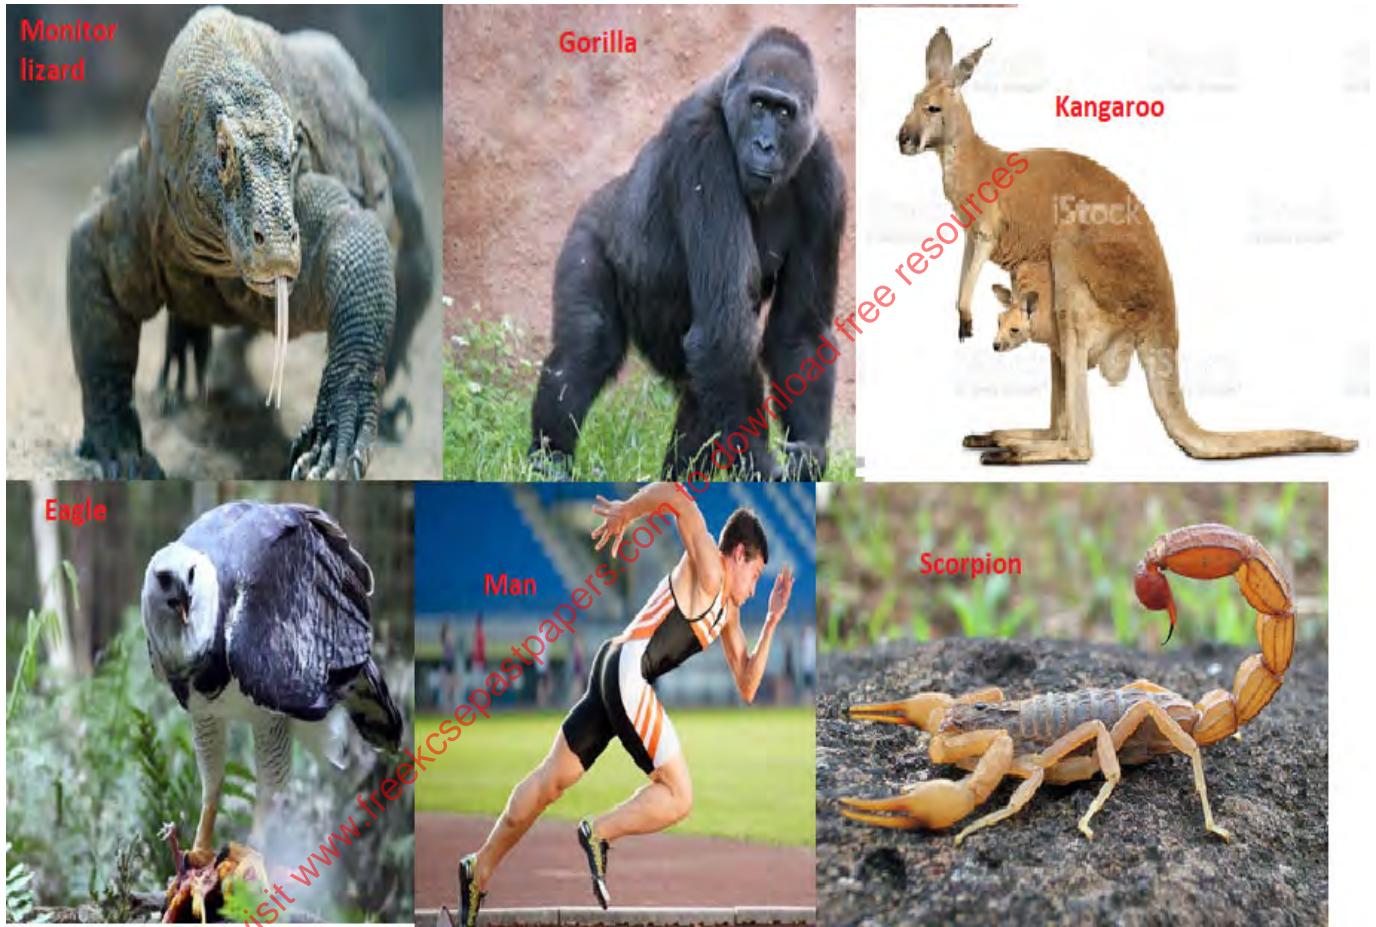 Monitor
lizard
Gorilla
Kangaroo
iStock
Eagle
Man
Scorpion
visit www.freekcsepastpapers.com to download free resources